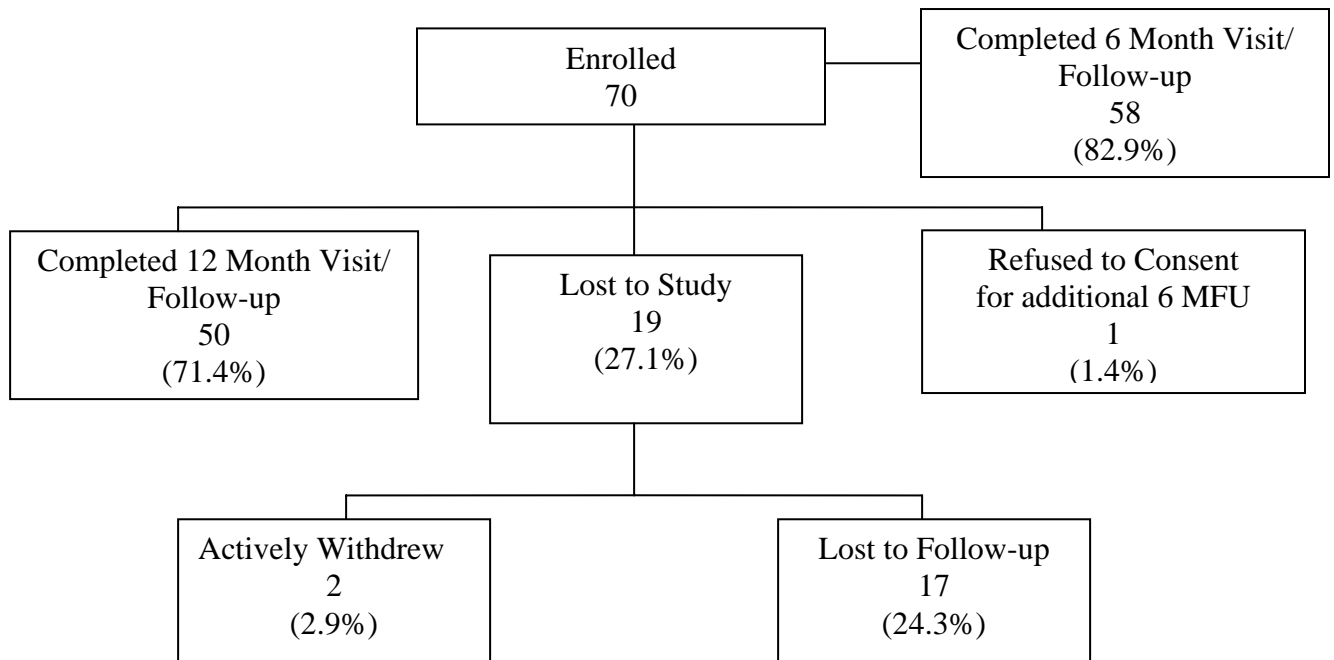 Enrolled
70
Completed 6 Month Visit/
Follow-up
58
(82.9%)
Completed 12 Month Visit/
Follow-up
50
(71.4%)
Lost to Study
19
(27.1%)
Refused to Consent
for additional 6 MFU
1
(1.4%)
Actively Withdrew
2
(2.9%)
Lost to Follow-up
17
(24.3%)